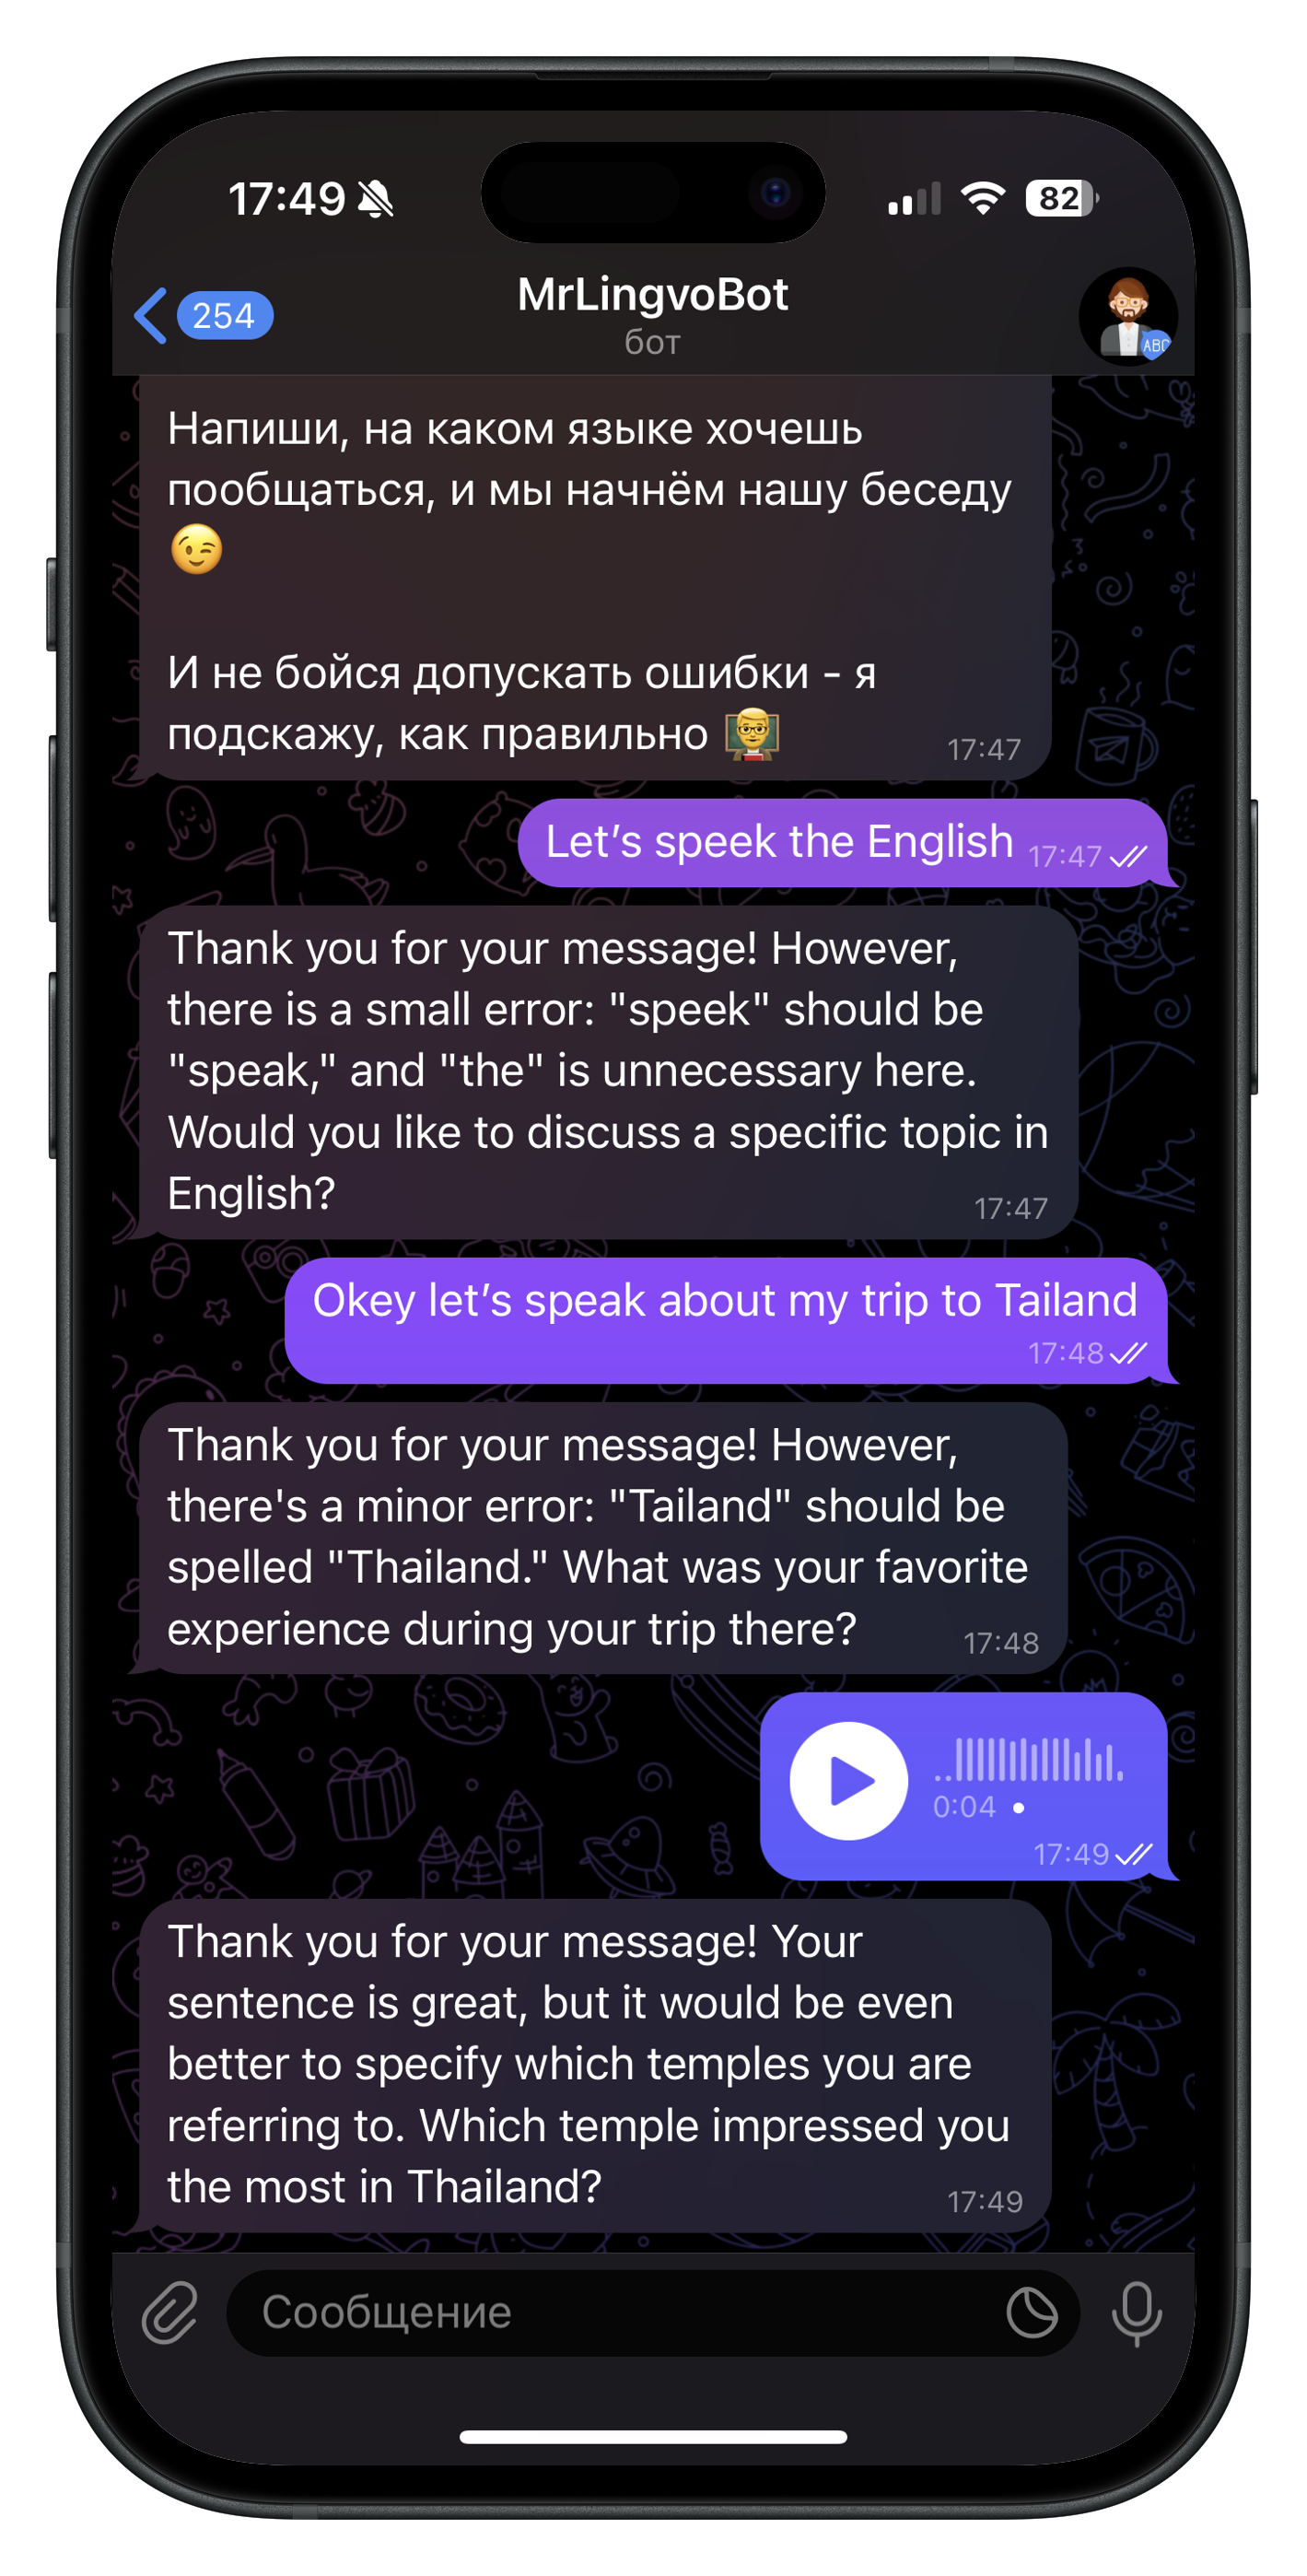 17:49
82
254
MrLingvoBot
бот
ABC
Напиши, на каком языке хочешь
пообщаться, и мы начнём нашу беседу
😉
И не бойся допускать ошибки - я
подскажу, как правильно 👨‍🏫
17:47
Let’s speek the English 17:47
Thank you for your message! However,
there is a small error: "speek" should be
"speak," and "the" is unnecessary here.
Would you like to discuss a specific topic in
English?
17:47
Okey let’s speak about my trip to Tailand
17:48
Thank you for your message! However,
there's a minor error: "Tailand" should be
spelled "Thailand." What was your favorite
experience during your trip there?
17:48
0:04
17:49
Thank you for your message! Your
sentence is great, but it would be even
better to specify which temples you are
referring to. Which temple impressed you
the most in Thailand?
17:49
Сообщение